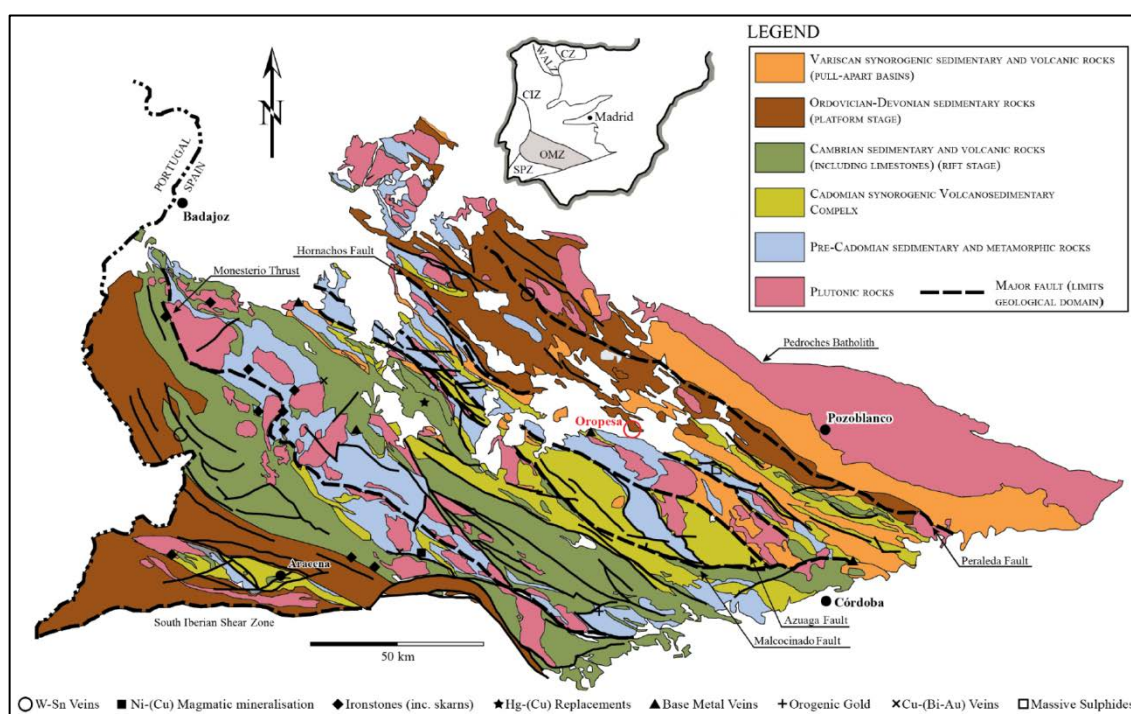 LEGEND
VARISCAN SYNOROGENIC SEDIMENTARY AND VOLCANIC ROCKS
(PULL-APART BASINS)
ORDOVICIAN-DEVONIAN SEDIMENTARY ROCKS
(PLATFORM STAGE)
CAMBRIAN SEDIMENTARY AND VOLCANIC ROCKS
(INCLUDING LIMESTONES) (RIFT STAGE)
CADOMIAN SYNOROGENIC VOLCANOSEDIMENTARY
COMPELX
PRE-CADOMIAN SEDIMENTARY AND METAMORPHIC ROCKS
PLUTONIC ROCKS
MAJOR FAULT (LIMITS
GEOLOGICAL DOMAIN)
N
WALZ
CZ
CIZ
Madrid
OMZ
SPZ
PORTUGAL
SPAIN
Badajoz
Hornachos Fault
Monesterio Thrust
Pedroches Batholith
Oropesa
Pozoblanco
Peraleda Fault
Aracena
Córdoba
South Iberian Shear Zone
Azuaga Fault
Malcocinado Fault
50 km
W-Sn Veins
Ni-(Cu) Magmatic mineralisation
Ironstones (inc. skarns)
Hg-(Cu) Replacements
Base Metal Veins
Orogenic Gold
Cu-(Bi-Au) Veins
Massive Sulphides